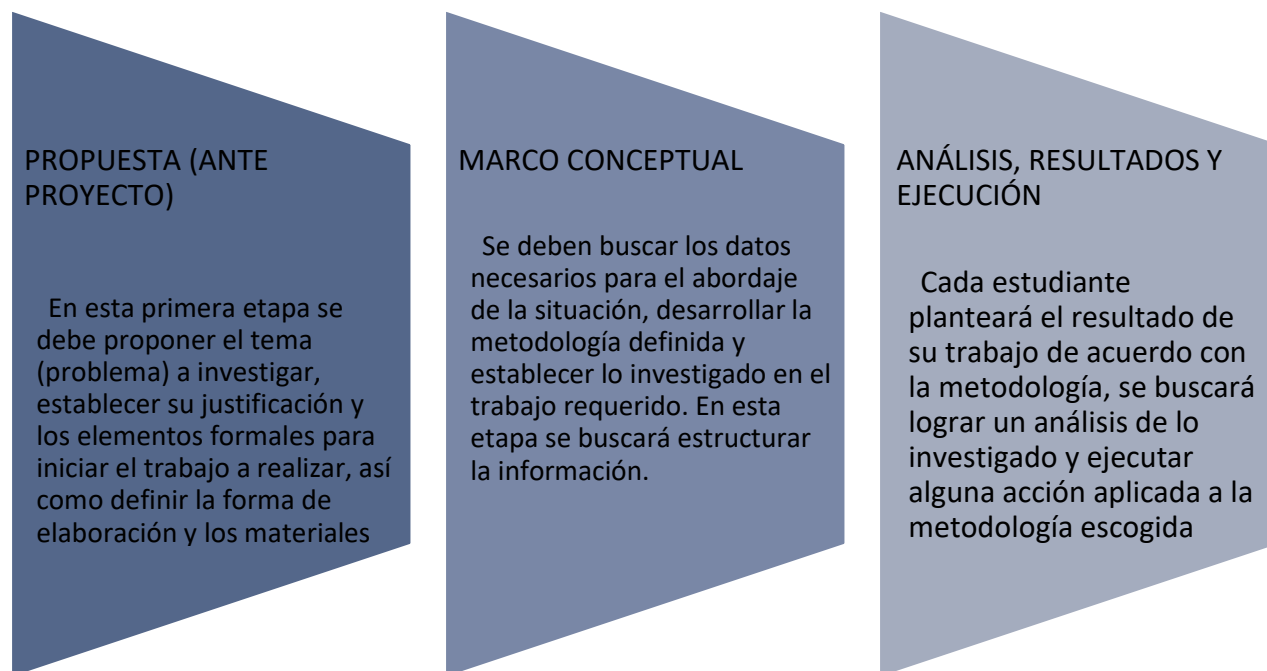 PROPUESTA (ANTE
PROYECTO)
En esta primera etapa se
debe proponer el tema
(problema) a investigar,
establecer su justificación y
los elementos formales para
iniciar el trabajo a realizar, así
como definir la forma de
elaboración y los materiales
MARCO CONCEPTUAL
Se deben buscar los datos
necesarios para el abordaje
de la situación, desarrollar la
metodología definida y
establecer lo investigado en el
trabajo requerido. En esta
etapa se buscará estructurar
la información.
ANÁLISIS, RESULTADOS Y
EJECUCIÓN
Cada estudiante
planteará el resultado de
su trabajo de acuerdo con
la metodología, se buscará
lograr un análisis de lo
investigado y ejecutar
alguna acción aplicada a la
metodología escogida